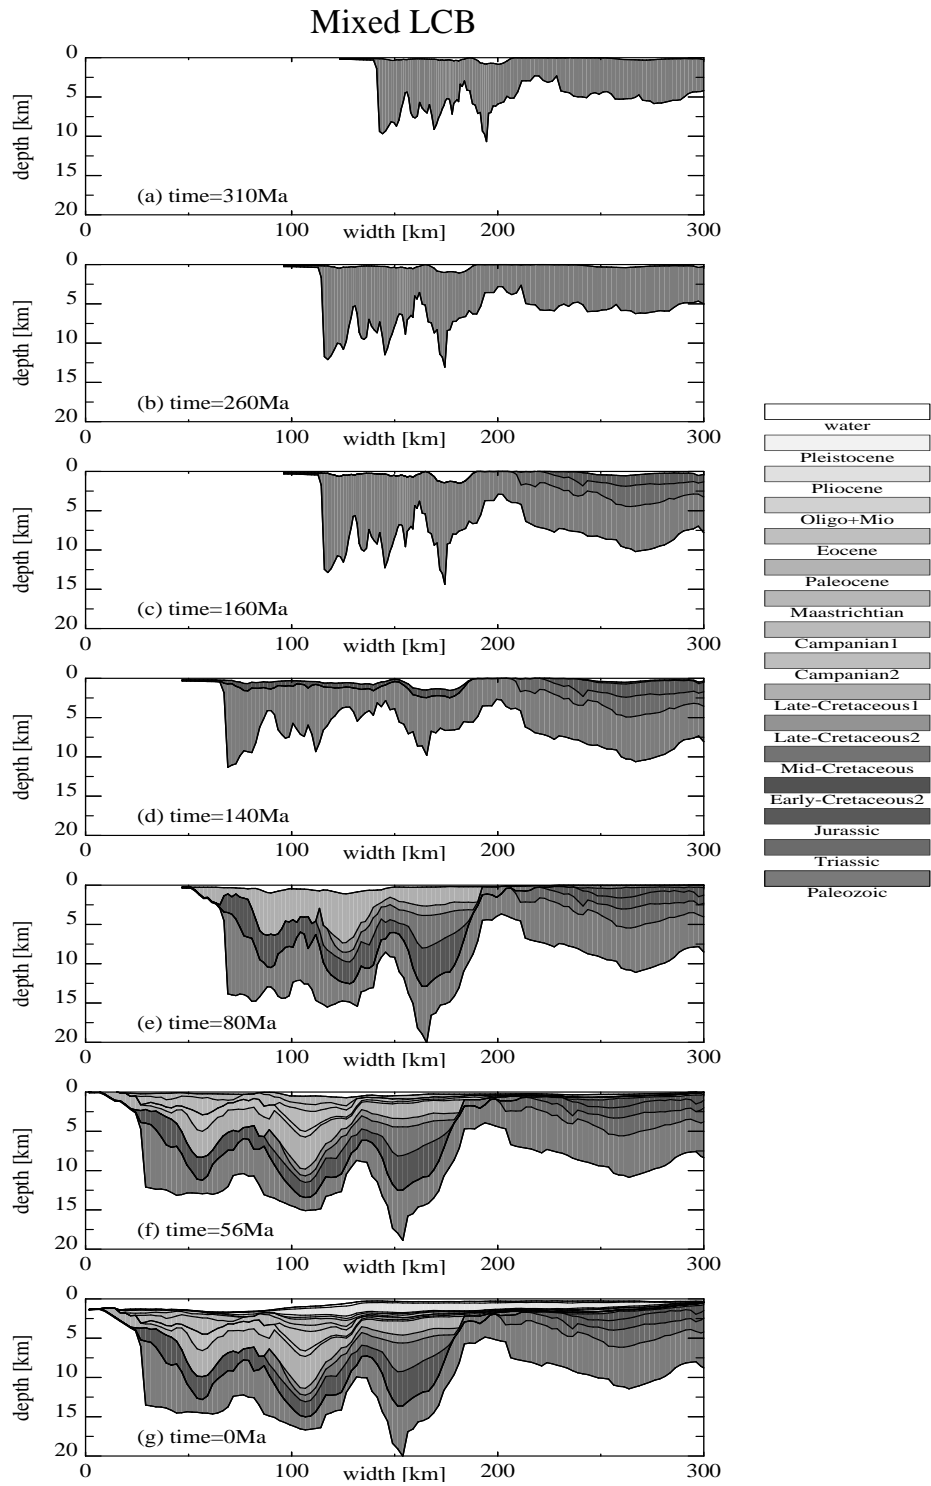 Mixed LCB
0
5
10
15
20
depth [km]
(a) time=310Ma
0 100 200 300
width [km]
0
5
10
15
20
depth [km]
(b) time=260Ma
0 100 200 300
width [km]
0
5
10
15
20
depth [km]
(c) time=160Ma
0 100 200 300
width [km]
0
5
10
15
20
depth [km]
(d) time=140Ma
0 100 200 300
width [km]
0
5
10
15
20
depth [km]
(e) time=80Ma
0 100 200 300
width [km]
0
5
10
15
20
depth [km]
(f) time=56Ma
0 100 200 300
width [km]
0
5
10
15
20
depth [km]
(g) time=0Ma
0 100 200 300
width [km]
water
Pleistocene
Pliocene
Oligo+Mio
Eocene
Paleocene
Maastrichtian
Campanian1
Campanian2
Late-Cretaceous1
Late-Cretaceous2
Mid-Cretaceous
Early-Cretaceous2
Jurassic
Triassic
Paleozoic